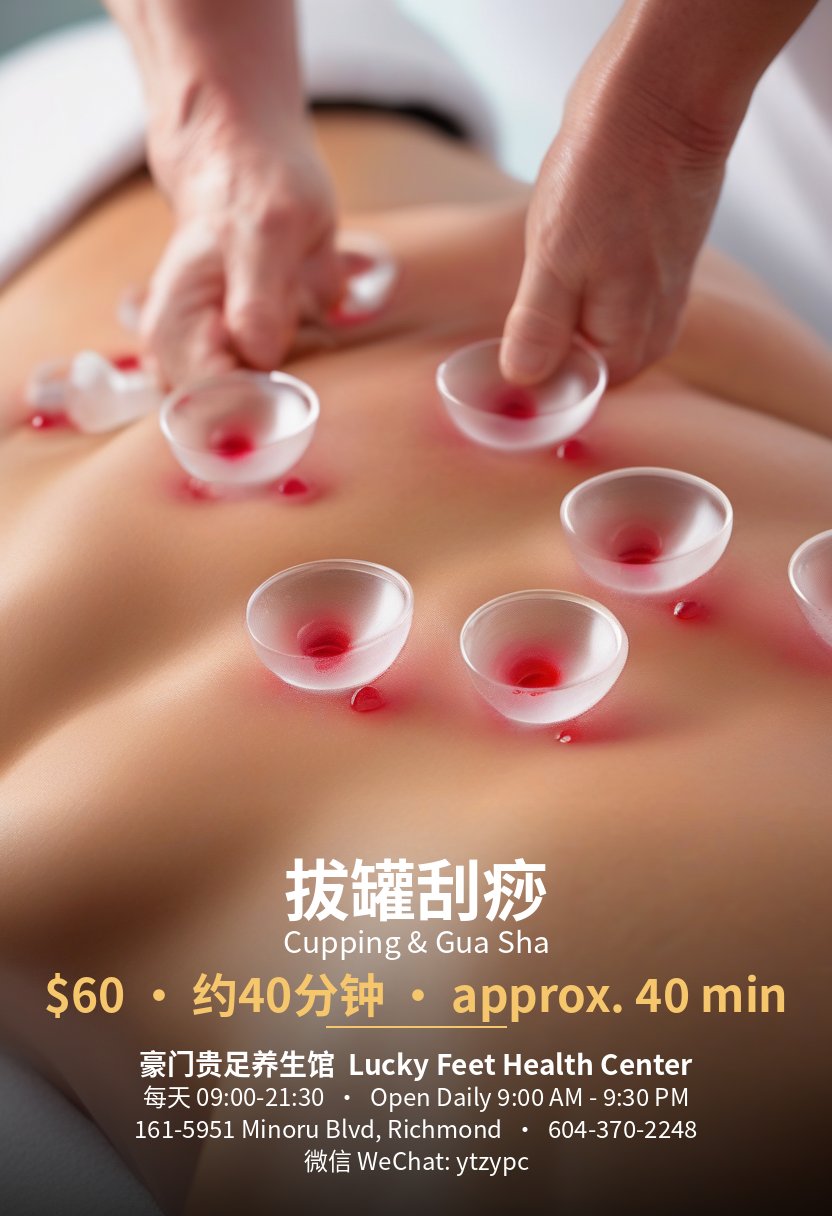 拔罐刮痧
Cupping & Gua Sha
$60 · 约40分钟 · approx. 40 min
豪门贵足养生馆 Lucky Feet Health Center
每天 09:00-21:30 · Open Daily 9:00 AM - 9:30 PM
161-5951 Minoru Blvd, Richmond · 604-370-2248
微信 WeChat: ytzypc